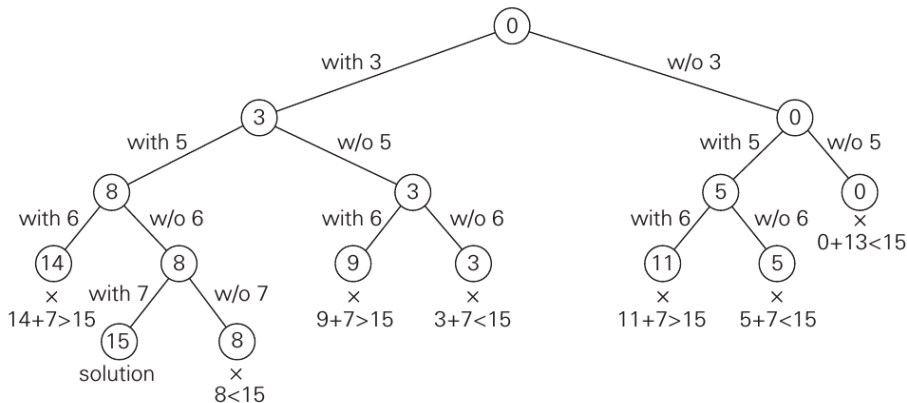 0
with 3 w/o 3
3 0
with 5 w/o 5 with 5 w/o 5
8 3 5 0
with 6 w/o 6 with 6 w/o 6 with 6 w/o 6 ×
0+13<15
14 8 9 3 11 5
× with 7 w/o 7 × × × ×
14+7>15 9+7>15 3+7<15 11+7>15 5+7<15
15 8
solution ×
8<15